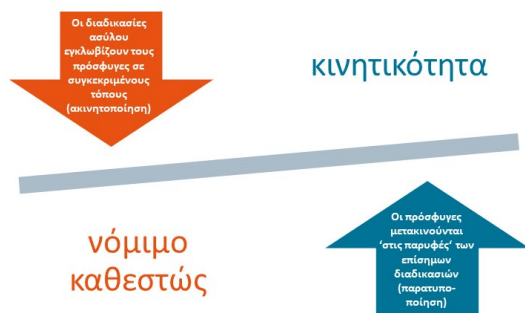 Οι διαδικασίες
ασύλου
εγκλωβίζουν τους
πρόσφυγες σε
συγκεκριμένους
τόπους
(ακινητοποίηση)
κινητικότητα
νόμιμο
καθεστώς
Οι πρόσφυγες
μετακινούνται
‘στις παρυφές’ των
επίσημων
διαδικασιών
(παρατυπο-
ποίηση)